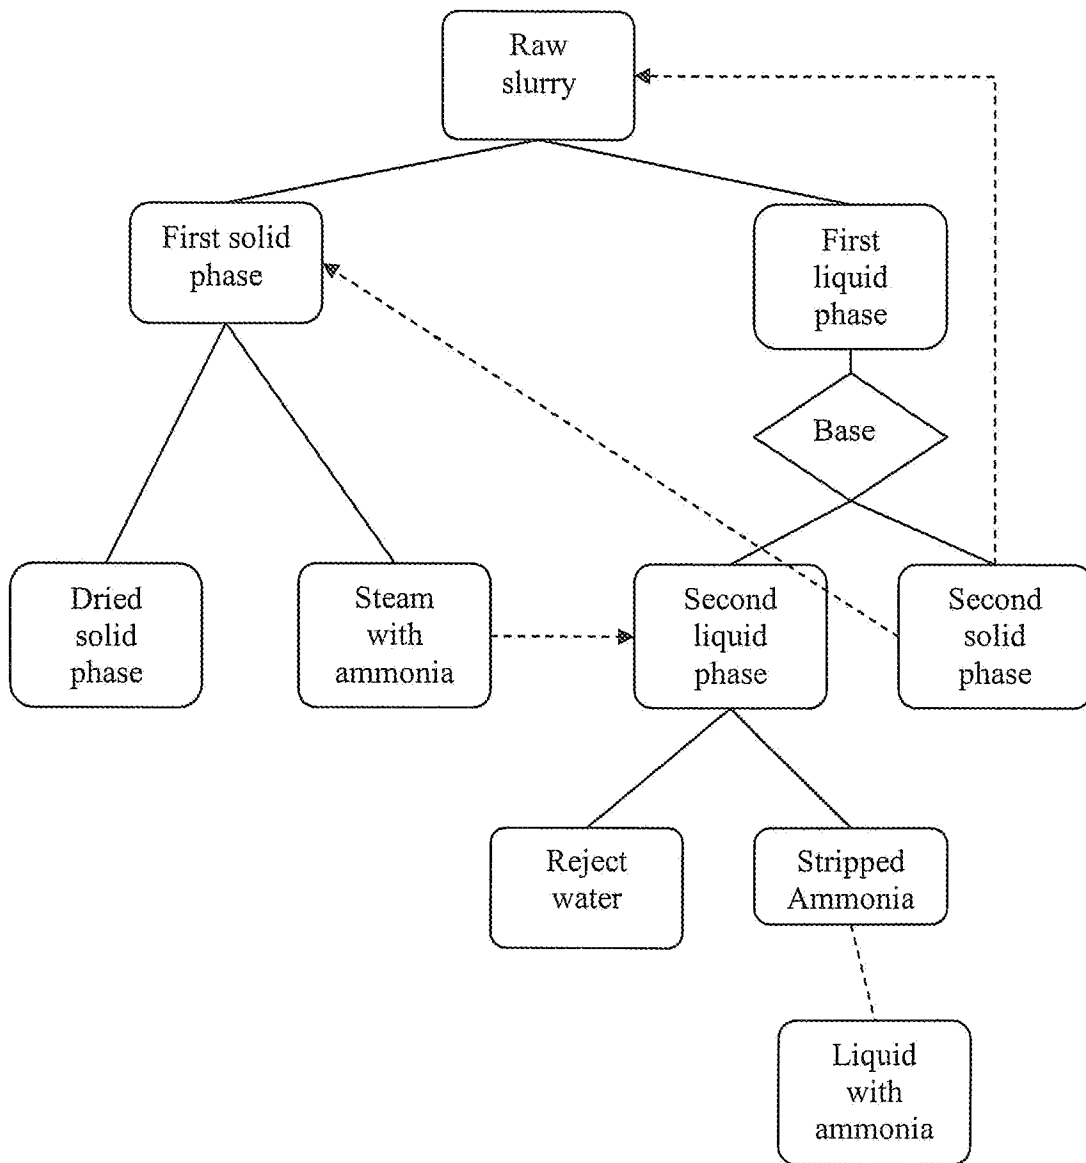 Raw
slurry
First solid
phase
First
liquid
phase
Base
Dried
solid
phase
Steam
with
ammonia
Second
liquid
phase
Second
solid
phase
Reject
water
Stripped
Ammonia
Liquid
with
ammonia